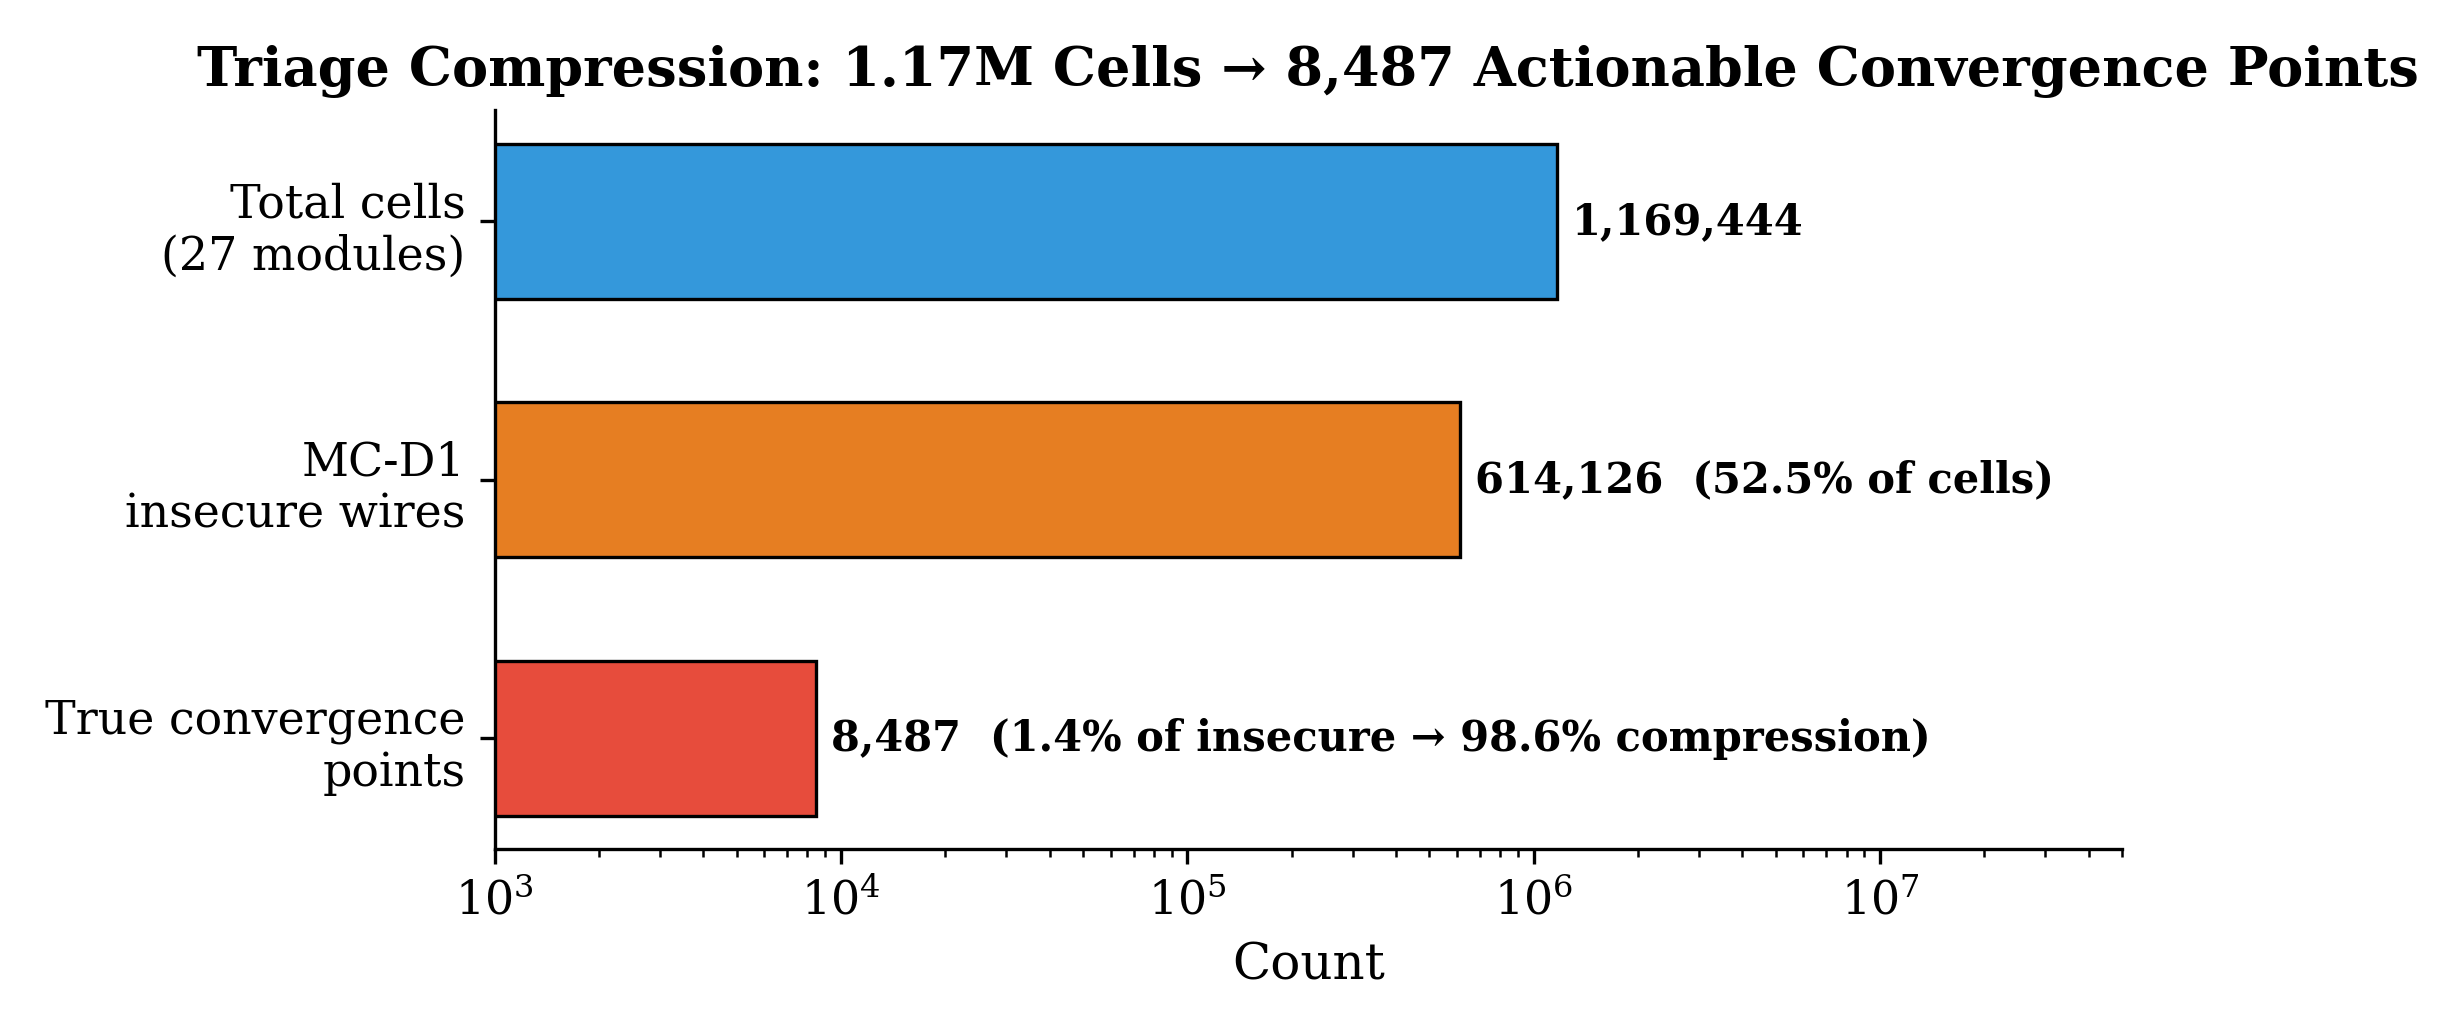 Triage Compression: 1.17M Cells → 8,487 Actionable Convergence Points
Total cells
(27 modules)
1,169,444
MC-D1
insecure wires
614,126 (52.5% of cells)
True convergence
points
8,487 (1.4% of insecure → 98.6% compression)
10³ 10⁴ 10⁵ 10⁶ 10⁷
Count